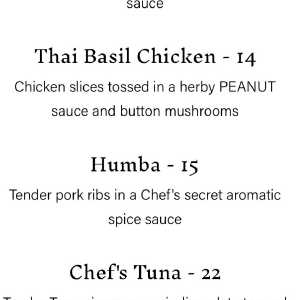 sauce
Thai Basil Chicken - 14
Chicken slices tossed in a herby PEANUT
sauce and button mushrooms
Humba - 15
Tender pork ribs in a Chef's secret aromatic
spice sauce
Chef's Tuna - 22